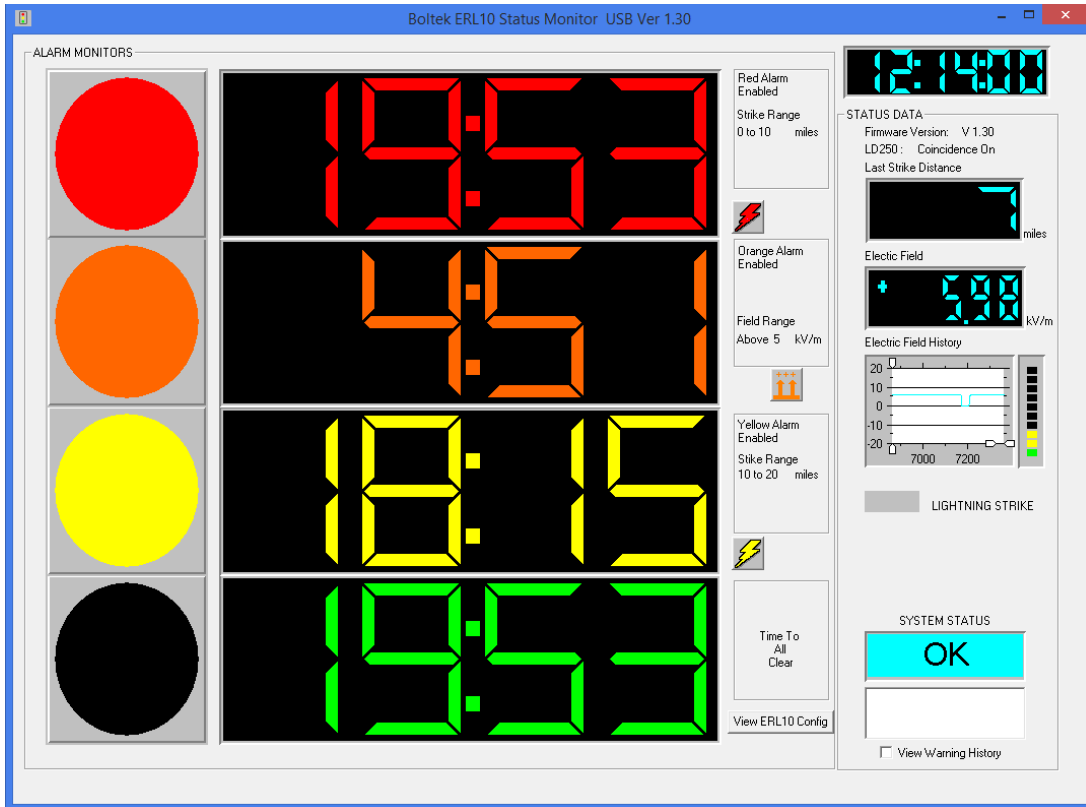 Boltek ERL10 Status Monitor USB Ver 1.30
ALARM MONITORS
19:53
Red Alarm
Enabled
Strike Range
0 to 10 miles
4:51
Orange Alarm
Enabled
Field Range
Above 5 kV/m
+++
18:15
Yellow Alarm
Enabled
Stike Range
10 to 20 miles
19:53
Time To
All
Clear
View ERL10 Config
12:14:00
STATUS DATA
Firmware Version: V 1.30
LD250 : Coincidence On
Last Strike Distance
7 miles
Electic Field
+ 5.98 kV/m
Electric Field History
20
10
0
-10
-20
7000 7200
LIGHTNING STRIKE
SYSTEM STATUS
OK
View Warning History